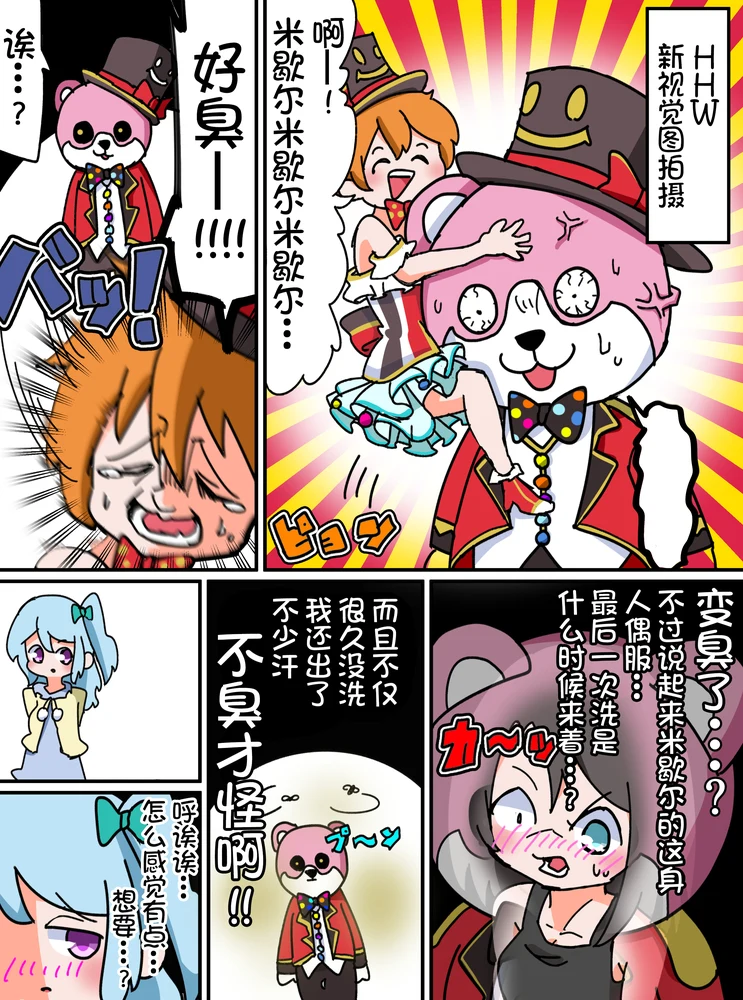 HHW
新视觉图拍摄
啊ー！
米歇尔米歇尔米歇尔…
ピョン
好臭ー!!!!
诶…？
バッ！
变臭了…？
不过说起来米歇尔的这身
人偶服…
最后一次洗是
什么时候来着…？
カ〜ッ
而且不仅
很久没洗
我还出了
不少汗
不臭才怪啊!!
プ〜ン
呼诶诶…
怎么感觉有点…
想要…？